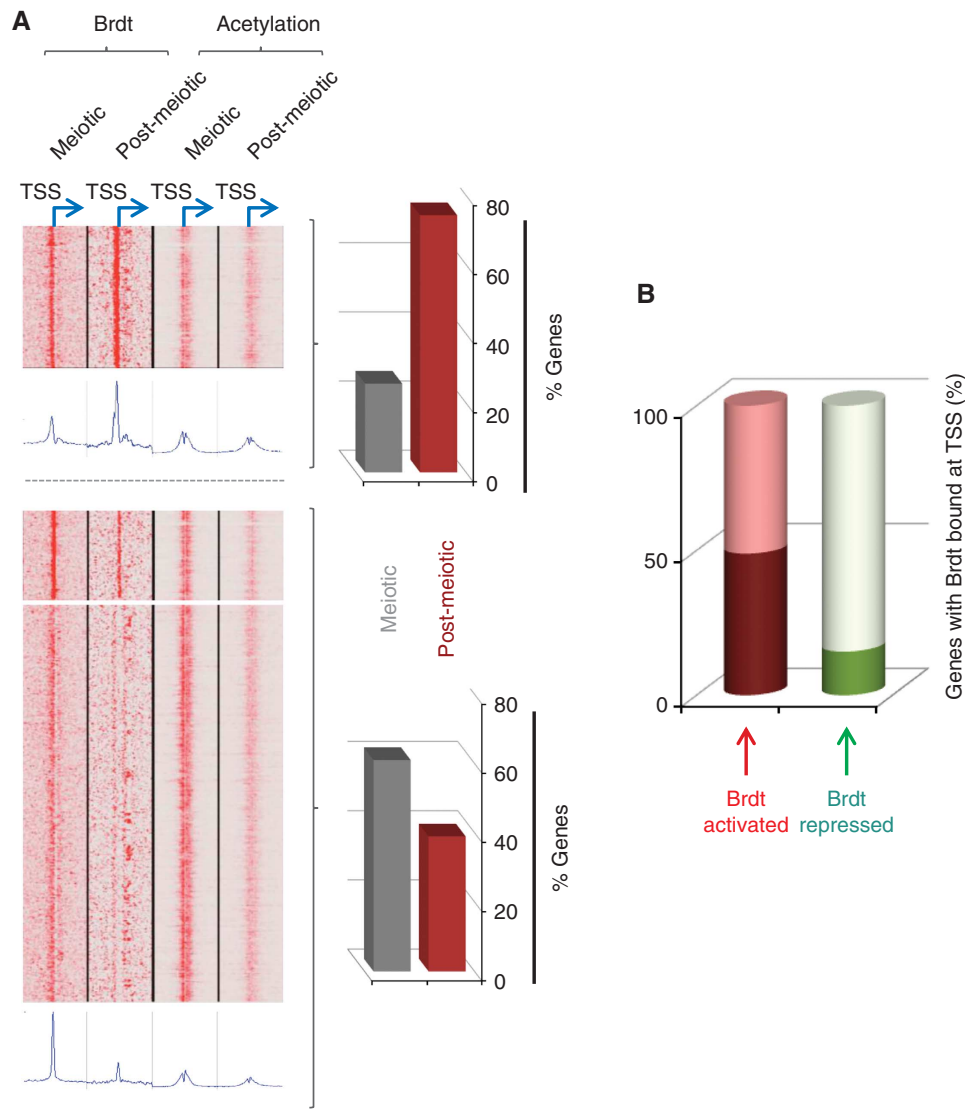 A
Brdt
Acetylation
Meiotic
Post-meiotic
Meiotic
Post-meiotic
TSS
TSS
TSS
TSS
80
60
40
20
0
% Genes
Meiotic
Post-meiotic
80
60
40
20
0
% Genes
B
100
50
0
Genes with Brdt bound at TSS (%)
Brdt
activated
Brdt
repressed